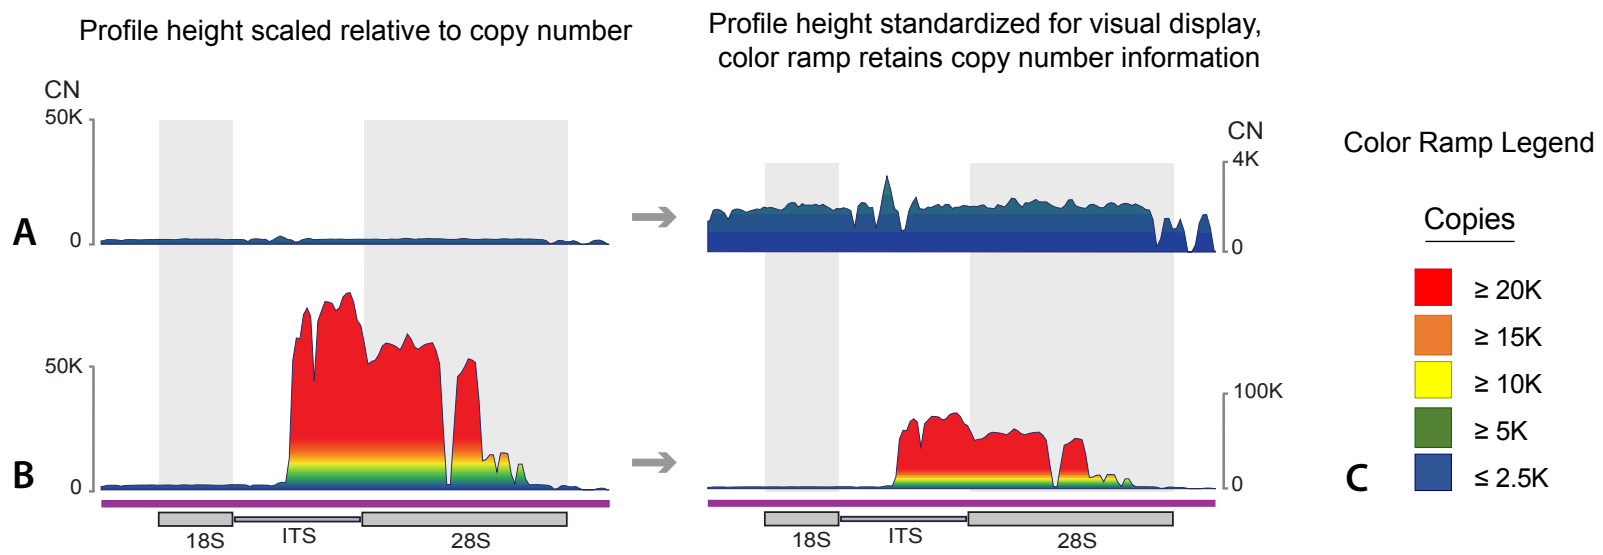 Profile height scaled relative to copy number
Profile height standardized for visual display,
color ramp retains copy number information
CN
50K
0
A
CN
4K
0
50K
0
B
100K
0
18S
ITS
28S
18S
ITS
28S
Color Ramp Legend
Copies
≥ 20K
≥ 15K
≥ 10K
≥ 5K
≤ 2.5K
C